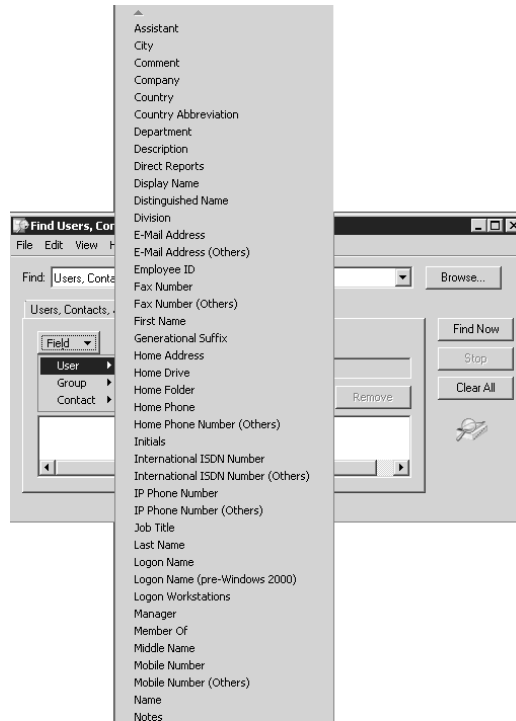 Assistant
City
Comment
Company
Country
Country Abbreviation
Department
Description
Direct Reports
Display Name
Distinguished Name
Division
E-Mail Address
E-Mail Address (Others)
Employee ID
Fax Number
Fax Number (Others)
First Name
Generational Suffix
Home Address
Home Drive
Home Folder
Home Phone
Home Phone Number (Others)
Initials
International ISDN Number
International ISDN Number (Others)
IP Phone Number
IP Phone Number (Others)
Job Title
Last Name
Logon Name
Logon Name (pre-Windows 2000)
Logon Workstations
Manager
Member Of
Middle Name
Mobile Number
Mobile Number (Others)
Name
Notes
Find Users, Cor
File Edit View H
Find: Users, Conta
Browse...
Users, Contacts,
Field
User
Group
Contact
Remove
Find Now
Stop
Clear All